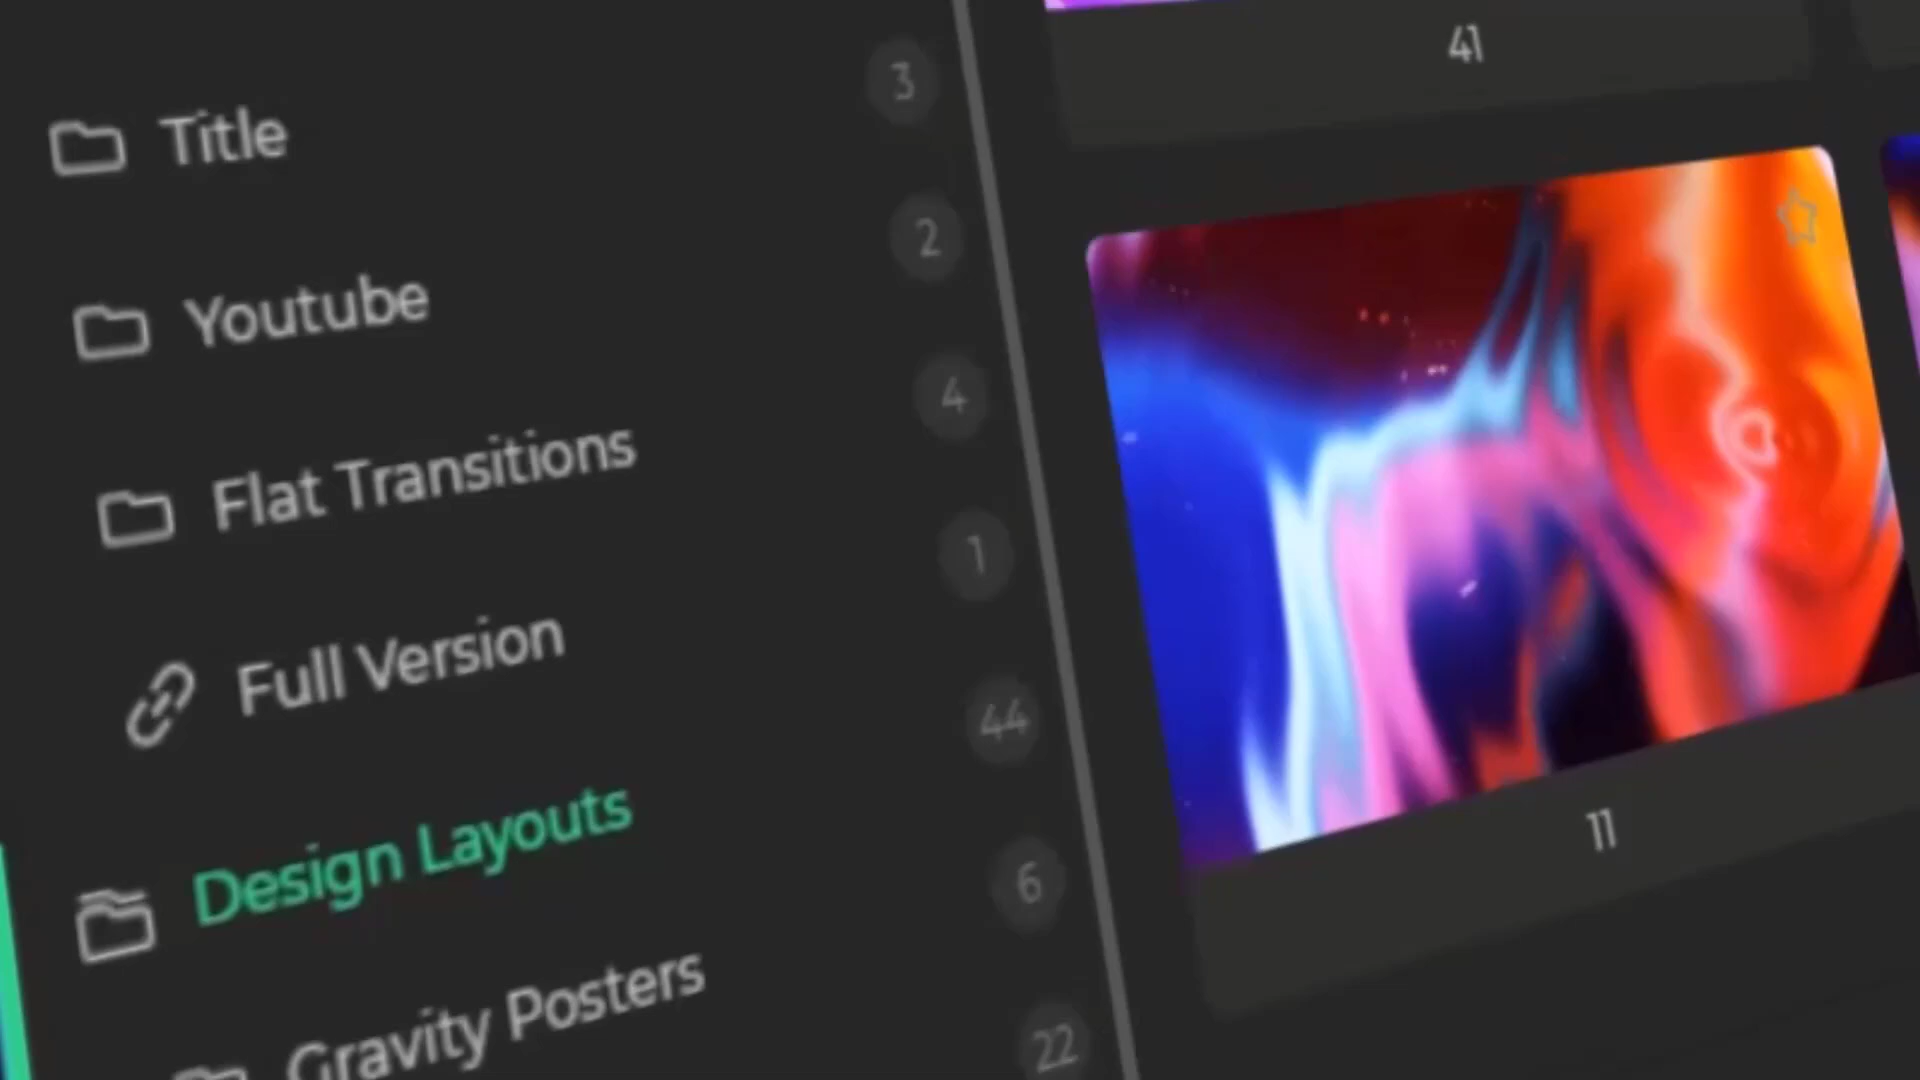 41
Title 3
Youtube 2
Flat Transitions 4
Full Version 1
Design Layouts 44
Gravity Posters 6
22
11